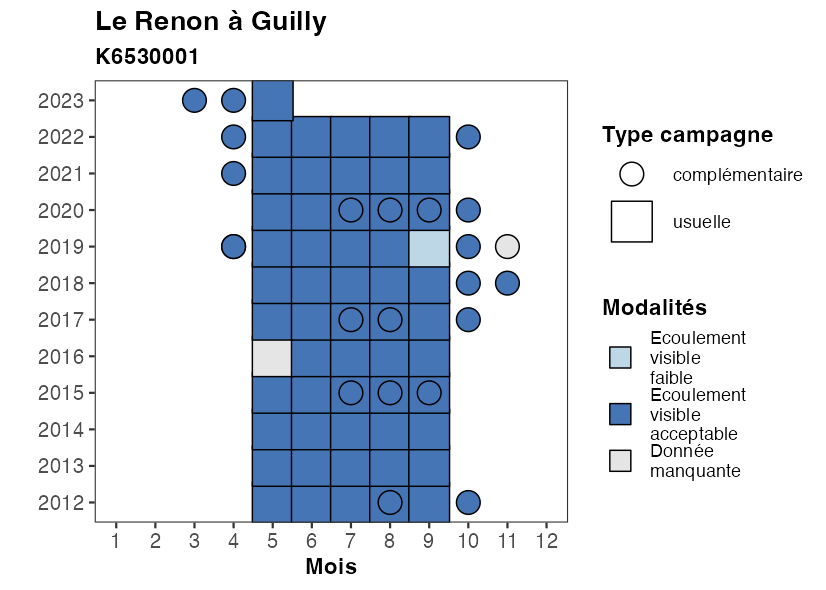 Le Renon à Guilly
K6530001
2023
2022
2021
2020
2019
2018
2017
2016
2015
2014
2013
2012
1 2 3 4 5 6 7 8 9 10 11 12
Mois
Type campagne
complémentaire
usuelle
Modalités
Ecoulement
visible
faible
Ecoulement
visible
acceptable
Donnée
manquante